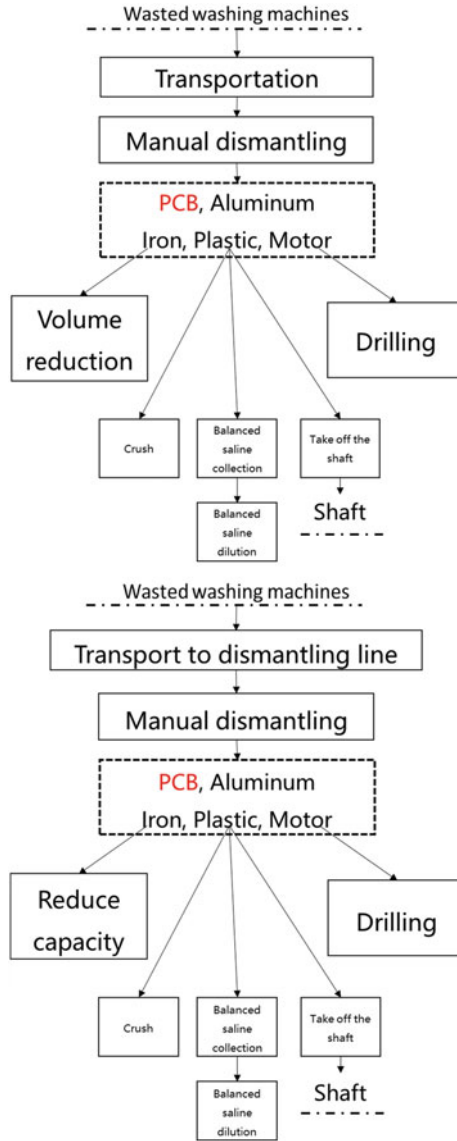 Wasted washing machines
Transportation
Manual dismantling
PCB, Aluminum
Iron, Plastic, Motor
Volume
reduction
Drilling
Crush
Balanced
saline
collection
Take off the
shaft
Balanced
saline
dilution
Shaft
Wasted washing machines
Transport to dismantling line
Manual dismantling
PCB, Aluminum
Iron, Plastic, Motor
Reduce
capacity
Drilling
Crush
Balanced
saline
collection
Take off the
shaft
Balanced
saline
dilution
Shaft